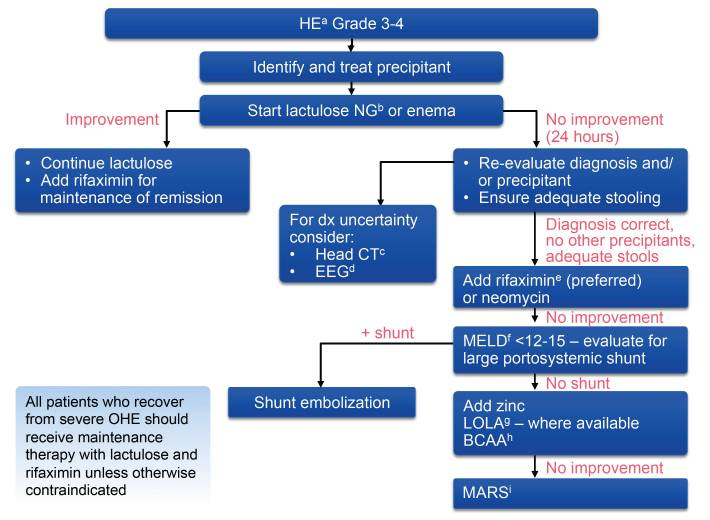 HEa Grade 3-4
Identify and treat precipitant
Start lactulose NGb or enema
Improvement
No improvement
(24 hours)
• Continue lactulose
• Add rifaximin for
maintenance of remission
• Re-evaluate diagnosis and/
or precipitant
• Ensure adequate stooling
For dx uncertainty
consider:
• Head CTc
• EEGd
Diagnosis correct,
no other precipitants,
adequate stools
Add rifaximine (preferred)
or neomycin
No improvement
+ shunt
MELDf <12-15 – evaluate for
large portosystemic shunt
No shunt
Shunt embolization
Add zinc
LOLAg – where available
BCAAh
No improvement
MARSi
All patients who recover
from severe OHE should
receive maintenance
therapy with lactulose and
rifaximin unless otherwise
contraindicated